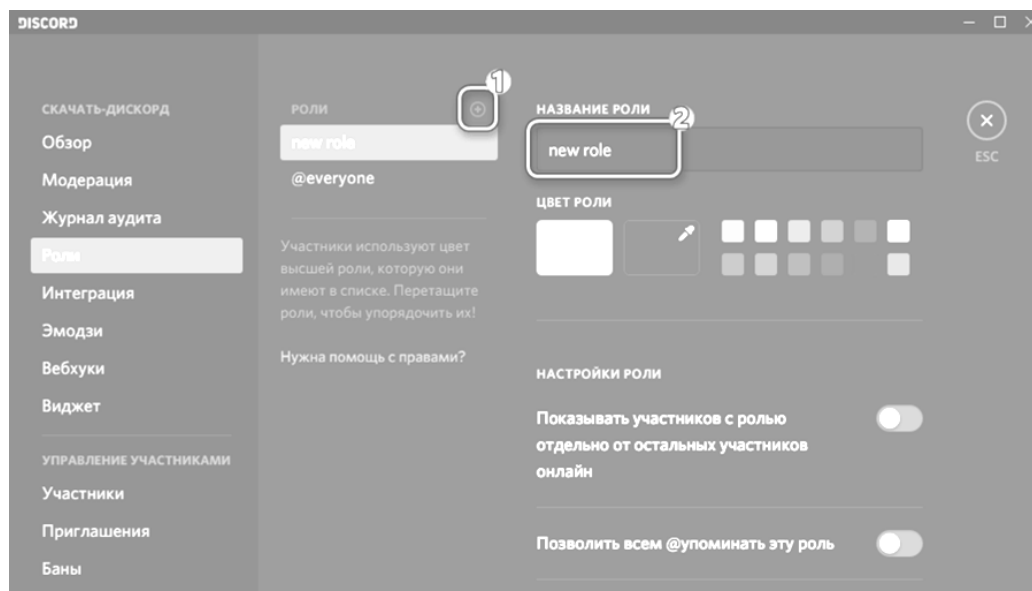 DISCORD
СКАЧАТЬ-ДИСКОРД
Обзор
Модерация
Журнал аудита
Роли
Интеграция
Эмодзи
Вебхуки
Виджет
УПРАВЛЕНИЕ УЧАСТНИКАМИ
Участники
Приглашения
Баны
РОЛИ
1
new role
@everyone
Участники используют цвет
высшей роли, которую они
имеют в списке. Перетащите
роли, чтобы упорядочить их!
Нужна помощь с правами?
НАЗВАНИЕ РОЛИ
2
new role
ЦВЕТ РОЛИ
НАСТРОЙКИ РОЛИ
Показывать участников с ролью
отдельно от остальных участников
онлайн
Позволить всем @упоминать эту роль
ESC